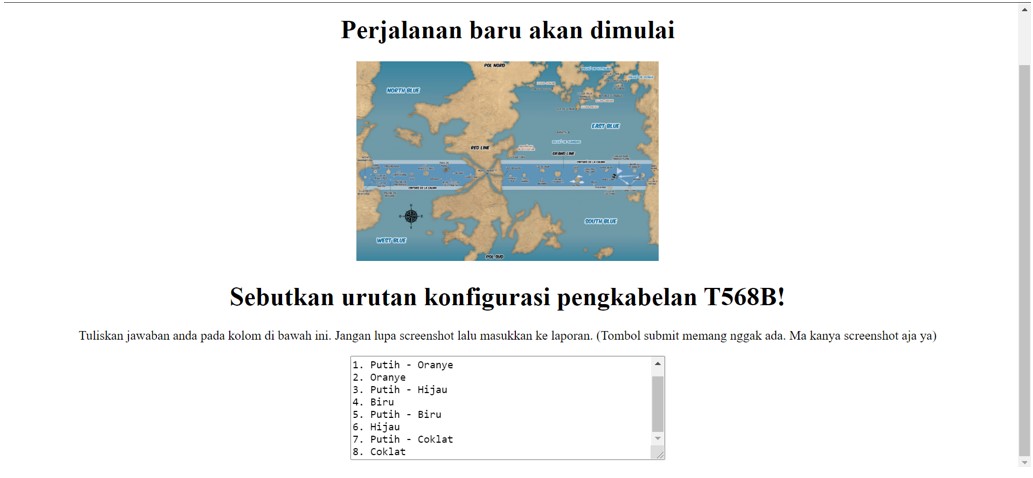 Perjalanan baru akan dimulai
POL NORD
NORTH BLUE
EAST BLUE
RED LINE
GRAND LINE
SOUTH BLUE
WEST BLUE
POL SUD
Sebutkan urutan konfigurasi pengkabelan T568B!
Tuliskan jawaban anda pada kolom di bawah ini. Jangan lupa screenshot lalu masukkan ke laporan. (Tombol submit memang nggak ada. Ma kanya screenshot aja ya)
1. Putih - Oranye
2. Oranye
3. Putih - Hijau
4. Biru
5. Putih - Biru
6. Hijau
7. Putih - Coklat
8. Coklat